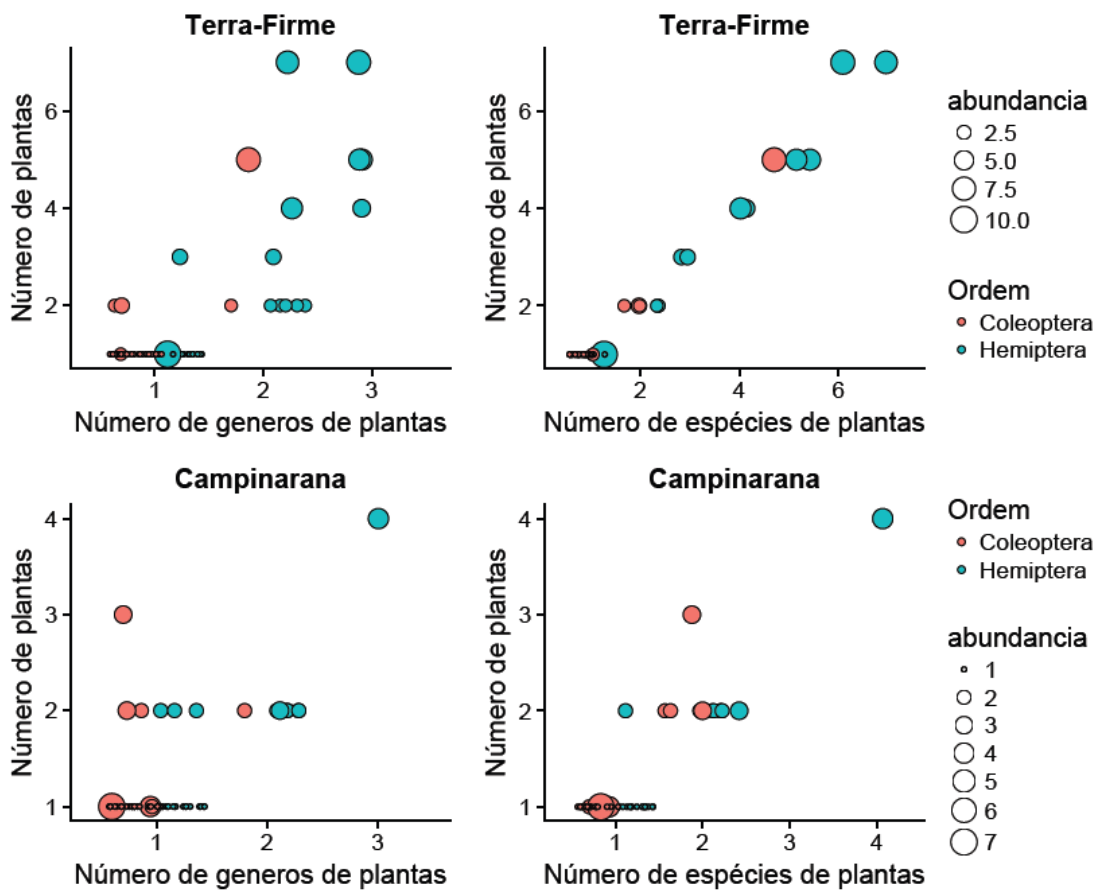 Terra-Firme
Número de plantas
6
4
2
1
2
3
Número de generos de plantas
Terra-Firme
Número de plantas
6
4
2
2
4
6
Número de espécies de plantas
abundancia
2.5
5.0
7.5
10.0
Ordem
Coleoptera
Hemiptera
Campinarana
Número de plantas
4
3
2
1
1
2
3
Número de generos de plantas
Campinarana
Número de plantas
4
3
2
1
1
2
3
4
Número de espécies de plantas
Ordem
Coleoptera
Hemiptera
abundancia
1
2
3
4
5
6
7